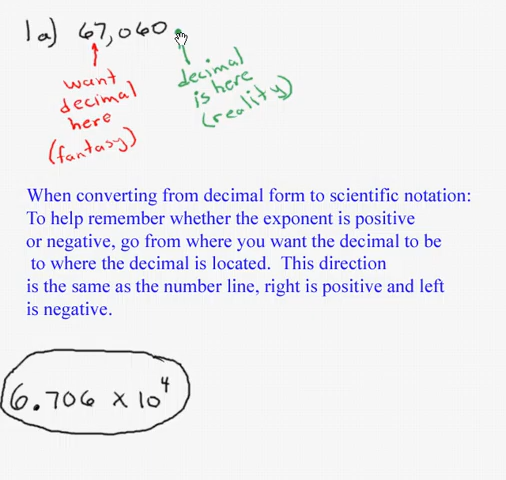 1a) 67,060.
want
decimal
here
(fantasy)
decimal
is here
(reality)
When converting from decimal form to scientific notation:
To help remember whether the exponent is positive
or negative, go from where you want the decimal to be
to where the decimal is located. This direction
is the same as the number line, right is positive and left
is negative.
6.706 x 10⁴